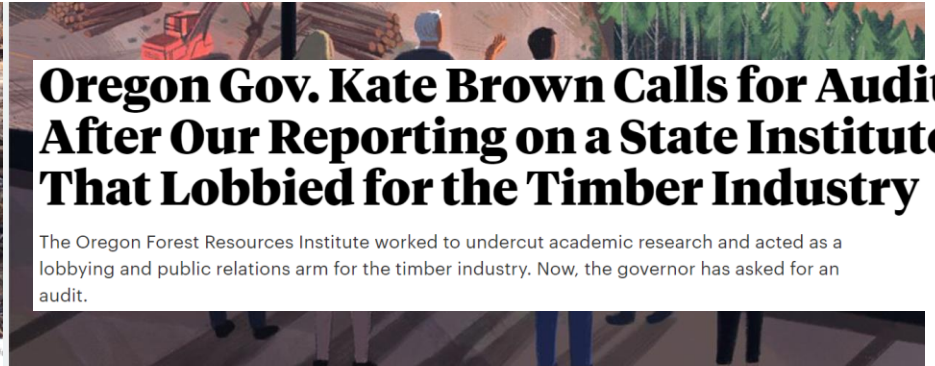 Oregon Gov. Kate Brown Calls for Audit
After Our Reporting on a State Institute
That Lobbied for the Timber Industry
The Oregon Forest Resources Institute worked to undercut academic research and acted as a
lobbying and public relations arm for the timber industry. Now, the governor has asked for an
audit.